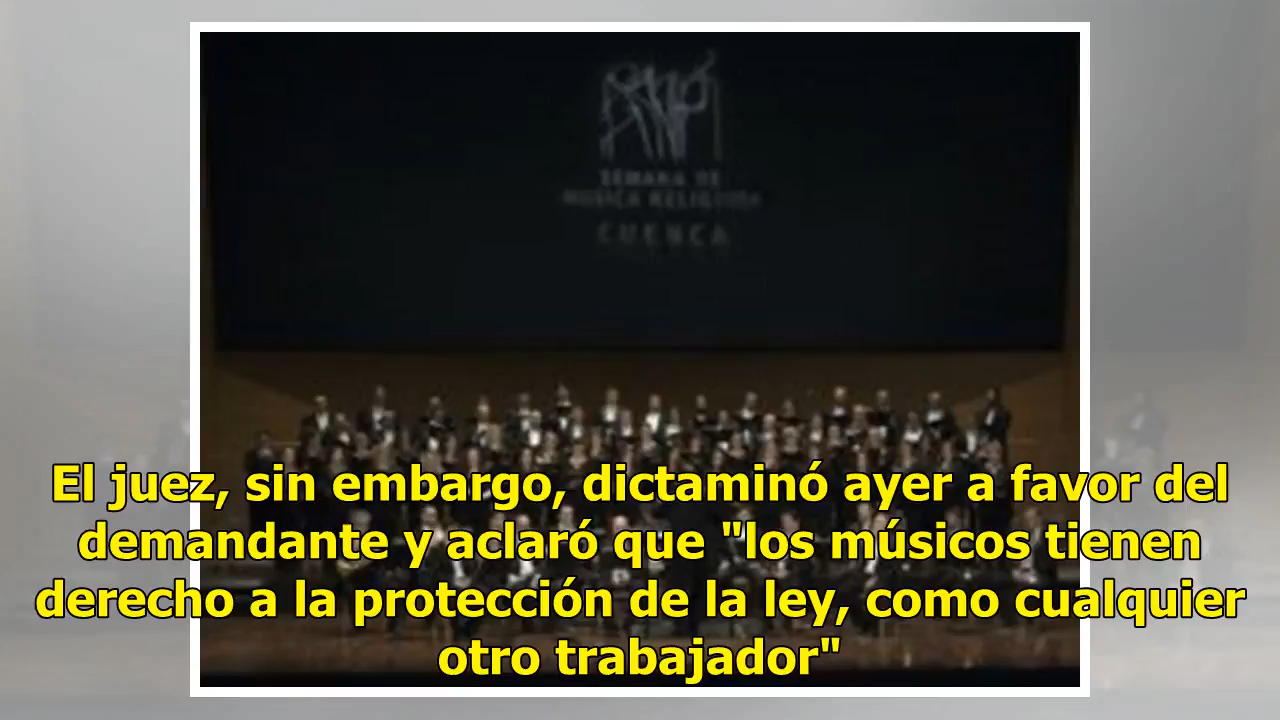 SEMANA DE
MUSICA RELIGIOSA
CUENCA
El juez, sin embargo, dictaminó ayer a favor del
demandante y aclaró que "los músicos tienen
derecho a la protección de la ley, como cualquier
otro trabajador"